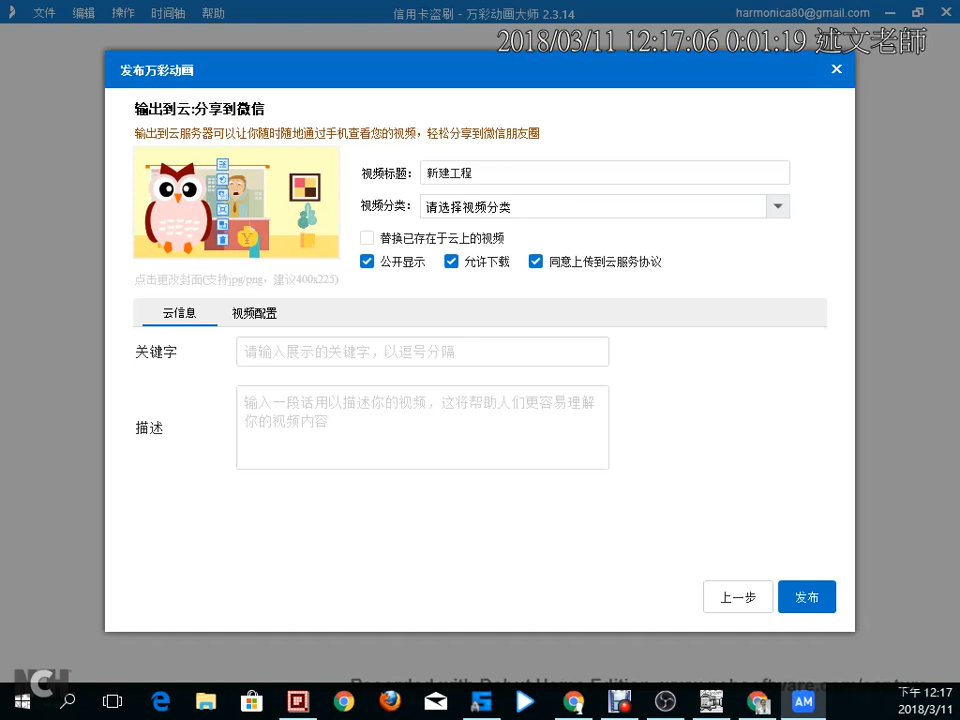 文件 编辑 操作 时间轴 帮助 信用卡盗刷 - 万彩动画大师 2.3.14 harmonica80@gmail.com
2018/03/11 12:17:06 0:01:19 述文老師
发布万彩动画
输出到云:分享到微信
输出到云服务器可以让你随时随地通过手机查看您的视频，轻松分享到微信朋友圈
视频标题: 新建工程
视频分类: 请选择视频分类
替换已存在于云上的视频
公开显示 允许下载 同意上传到云服务协议
点击更改封面(支持jpg/png，建议400x225)
云信息 视频配置
关键字 请输入展示的关键字，以逗号分隔
描述 输入一段话用以描述你的视频，这将帮助人们更容易理解
你的视频内容
上一步 发布
NCH
AM
下午 12:17
2018/3/11